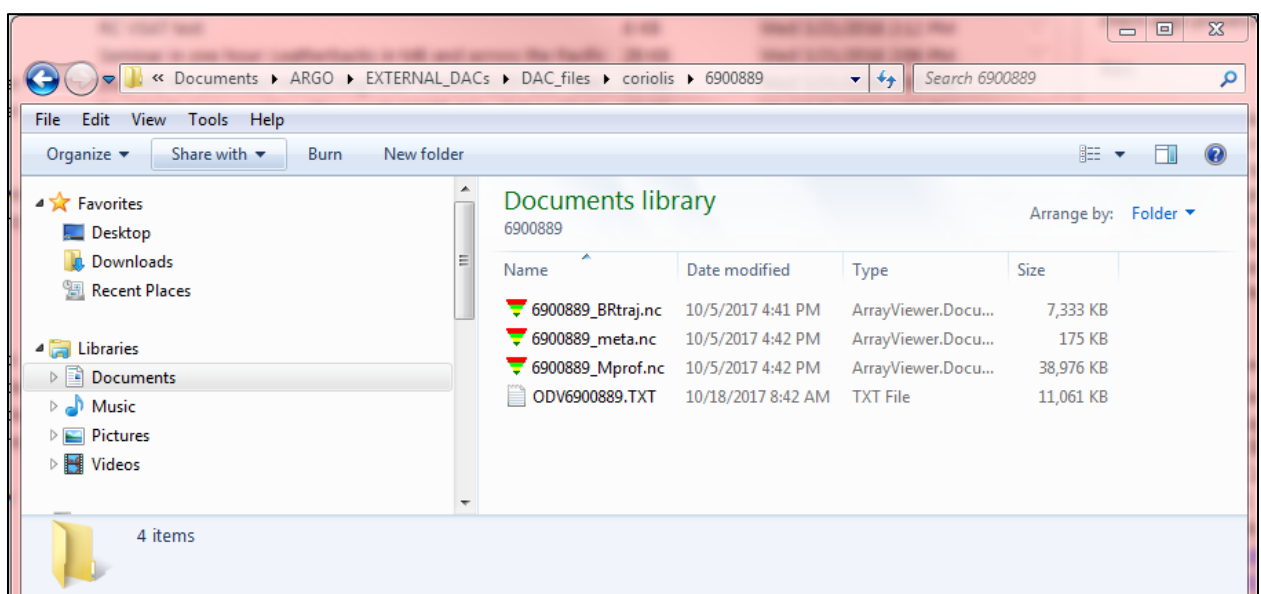 « Documents ▸ ARGO ▸ EXTERNAL_DACs ▸ DAC_files ▸ coriolis ▸ 6900889
Search 6900889
File Edit View Tools Help
Organize Share with Burn New folder
Favorites
Desktop
Downloads
Recent Places
Libraries
Documents
Music
Pictures
Videos
Documents library
6900889
Arrange by: Folder
Name Date modified Type Size
6900889_BRtraj.nc 10/5/2017 4:41 PM ArrayViewer.Docu... 7,333 KB
6900889_meta.nc 10/5/2017 4:42 PM ArrayViewer.Docu... 175 KB
6900889_Mprof.nc 10/5/2017 4:42 PM ArrayViewer.Docu... 38,976 KB
ODV6900889.TXT 10/18/2017 8:42 AM TXT File 11,061 KB
4 items